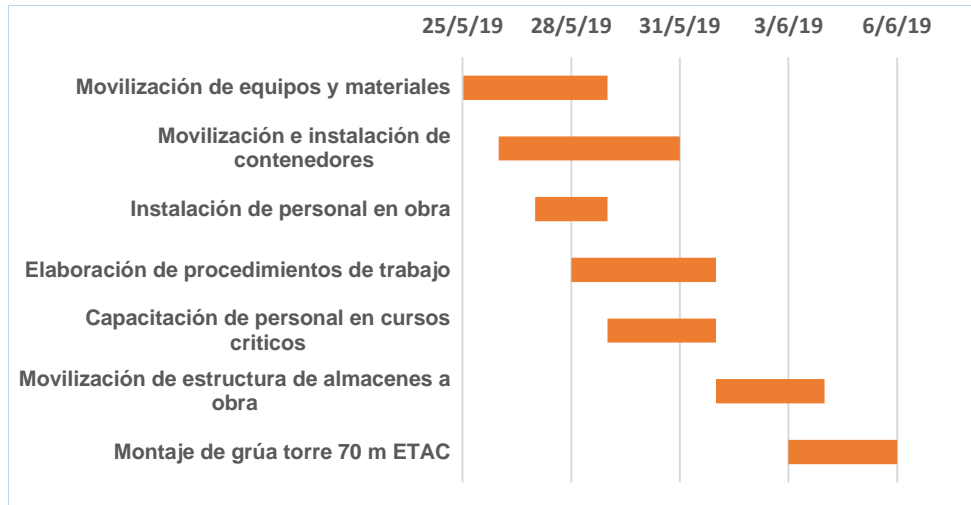 25/5/19 28/5/19 31/5/19 3/6/19 6/6/19
Movilización de equipos y materiales
Movilización e instalación de
contenedores
Instalación de personal en obra
Elaboración de procedimientos de trabajo
Capacitación de personal en cursos
criticos
Movilización de estructura de almacenes a
obra
Montaje de grúa torre 70 m ETAC